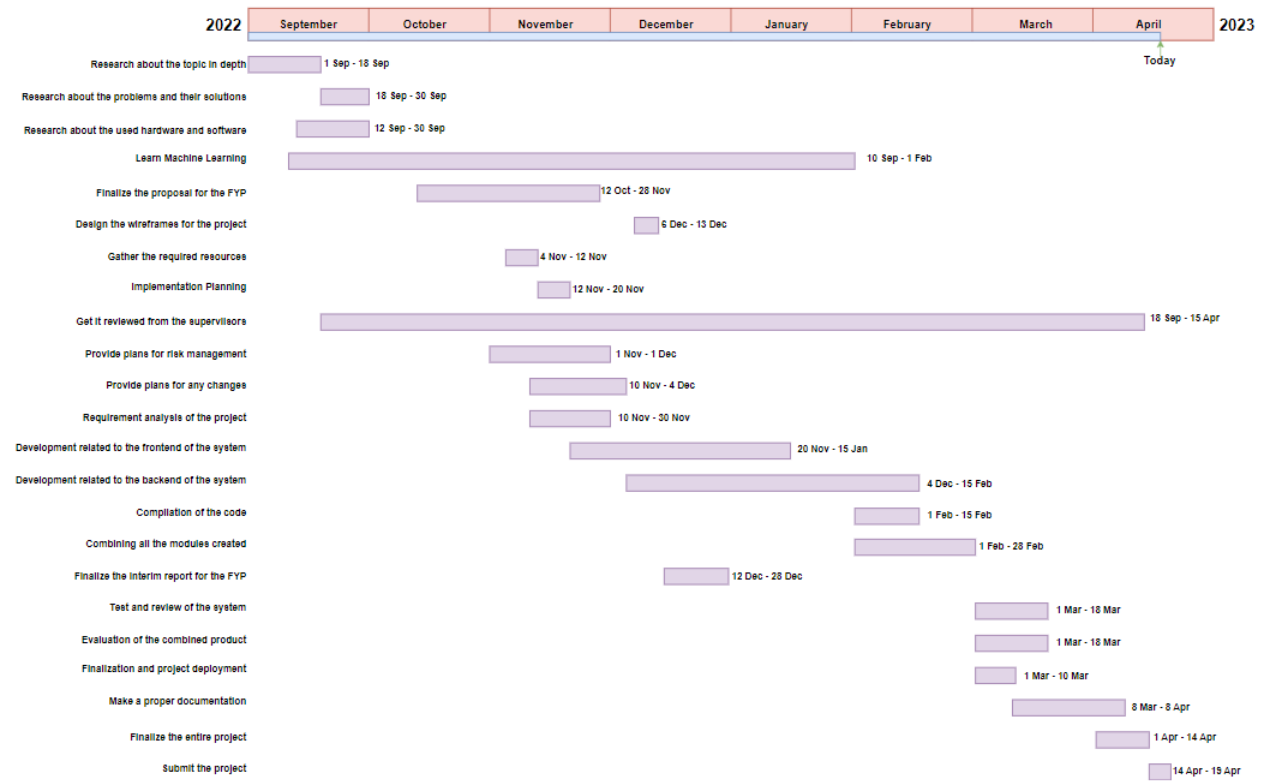 2022 September October November December January February March April 2023
Today
Research about the topic in depth 1 Sep - 18 Sep
Research about the problems and their solutions 18 Sep - 30 Sep
Research about the used hardware and software 12 Sep - 30 Sep
Learn Machine Learning 10 Sep - 1 Feb
Finalize the proposal for the FYP 12 Oct - 28 Nov
Design the wireframes for the project 6 Dec - 13 Dec
Gather the required resources 4 Nov - 12 Nov
Implementation Planning 12 Nov - 20 Nov
Get it reviewed from the supervisors 18 Sep - 15 Apr
Provide plans for risk management 1 Nov - 1 Dec
Provide plans for any changes 10 Nov - 4 Dec
Requirement analysis of the project 10 Nov - 30 Nov
Development related to the frontend of the system 20 Nov - 15 Jan
Development related to the backend of the system 4 Dec - 15 Feb
Compilation of the code 1 Feb - 15 Feb
Combining all the modules created 1 Feb - 28 Feb
Finalize the interim report for the FYP 12 Dec - 28 Dec
Test and review of the system 1 Mar - 18 Mar
Evaluation of the combined product 1 Mar - 18 Mar
Finalization and project deployment 1 Mar - 10 Mar
Make a proper documentation 8 Mar - 8 Apr
Finalize the entire project 1 Apr - 14 Apr
Submit the project 14 Apr - 19 Apr